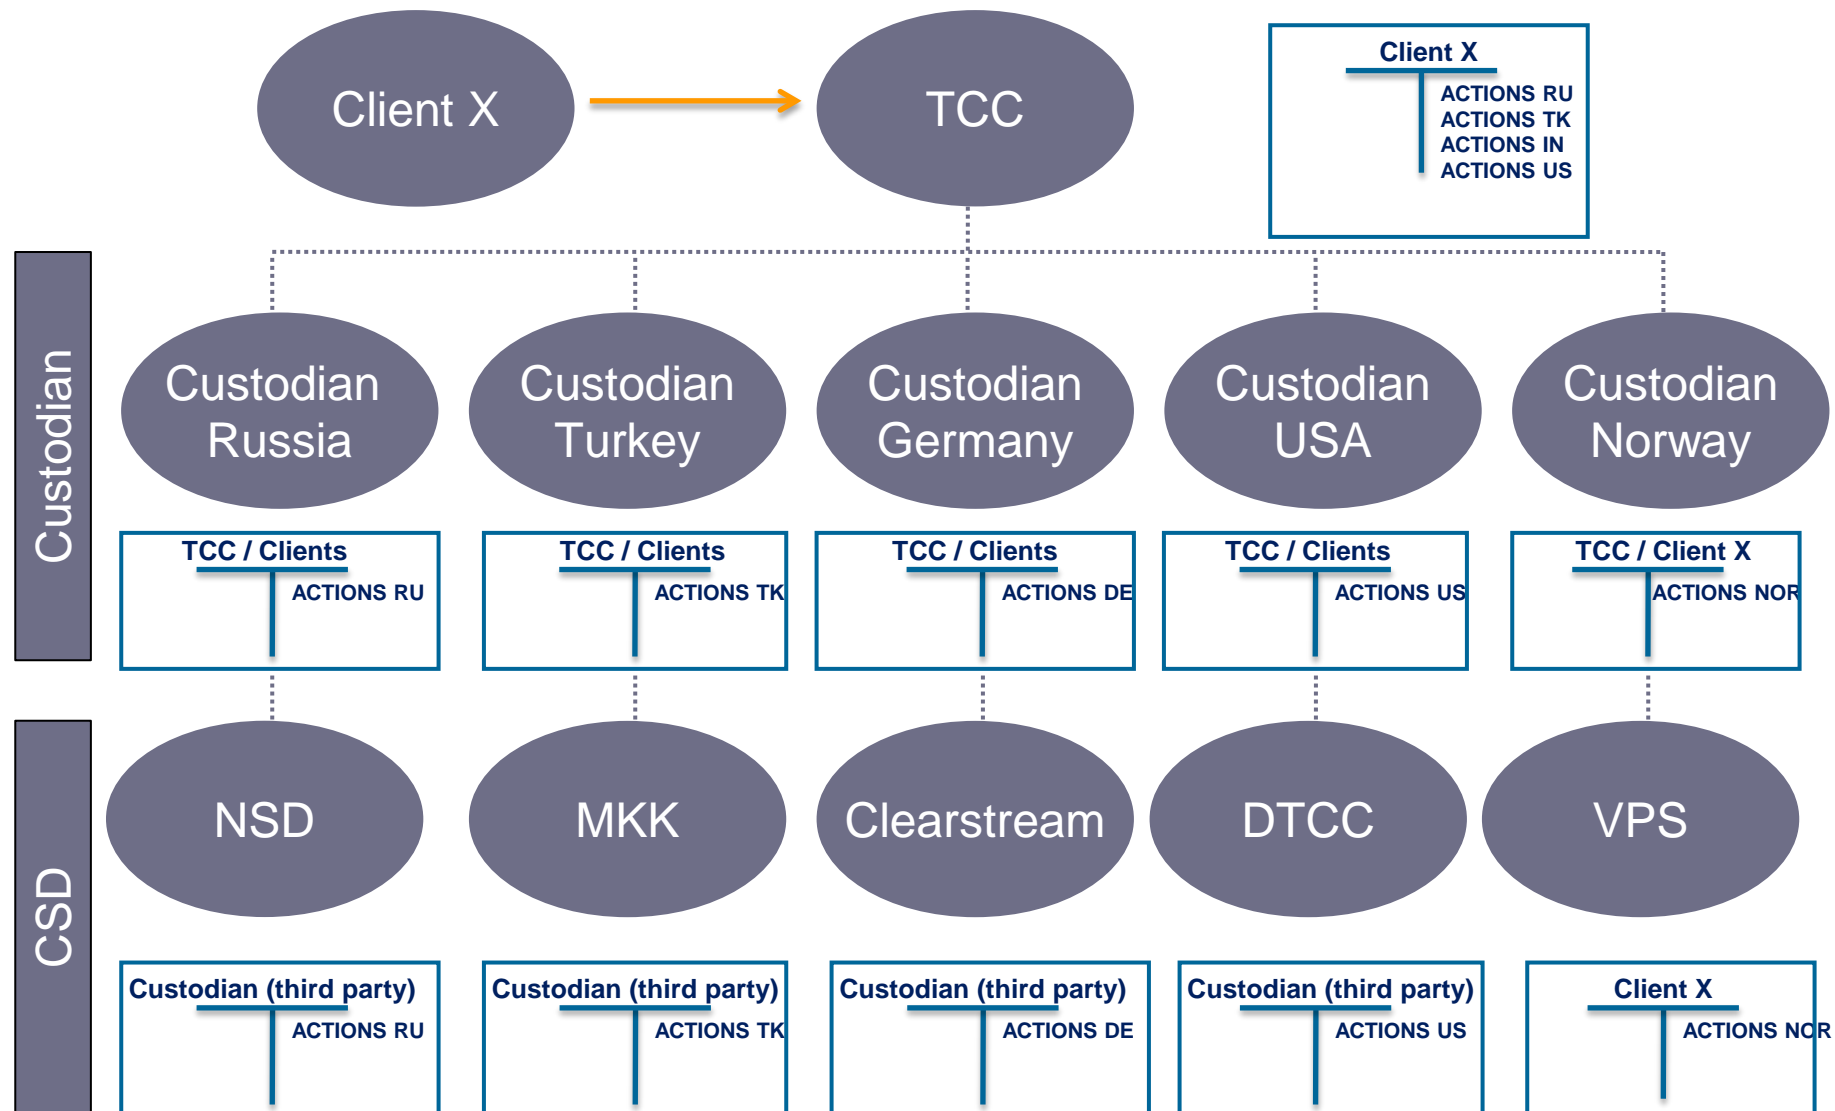 Client X
TCC
Client X
ACTIONS RU
ACTIONS TK
ACTIONS IN
ACTIONS US
Custodian
Custodian
Russia
Custodian
Turkey
Custodian
Germany
Custodian
USA
Custodian
Norway
TCC / Clients
ACTIONS RU
TCC / Clients
ACTIONS TK
TCC / Clients
ACTIONS DE
TCC / Clients
ACTIONS US
TCC / Client X
ACTIONS NOR
CSD
NSD
MKK
Clearstream
DTCC
VPS
Custodian (third party)
ACTIONS RU
Custodian (third party)
ACTIONS TK
Custodian (third party)
ACTIONS DE
Custodian (third party)
ACTIONS US
Client X
ACTIONS NOR